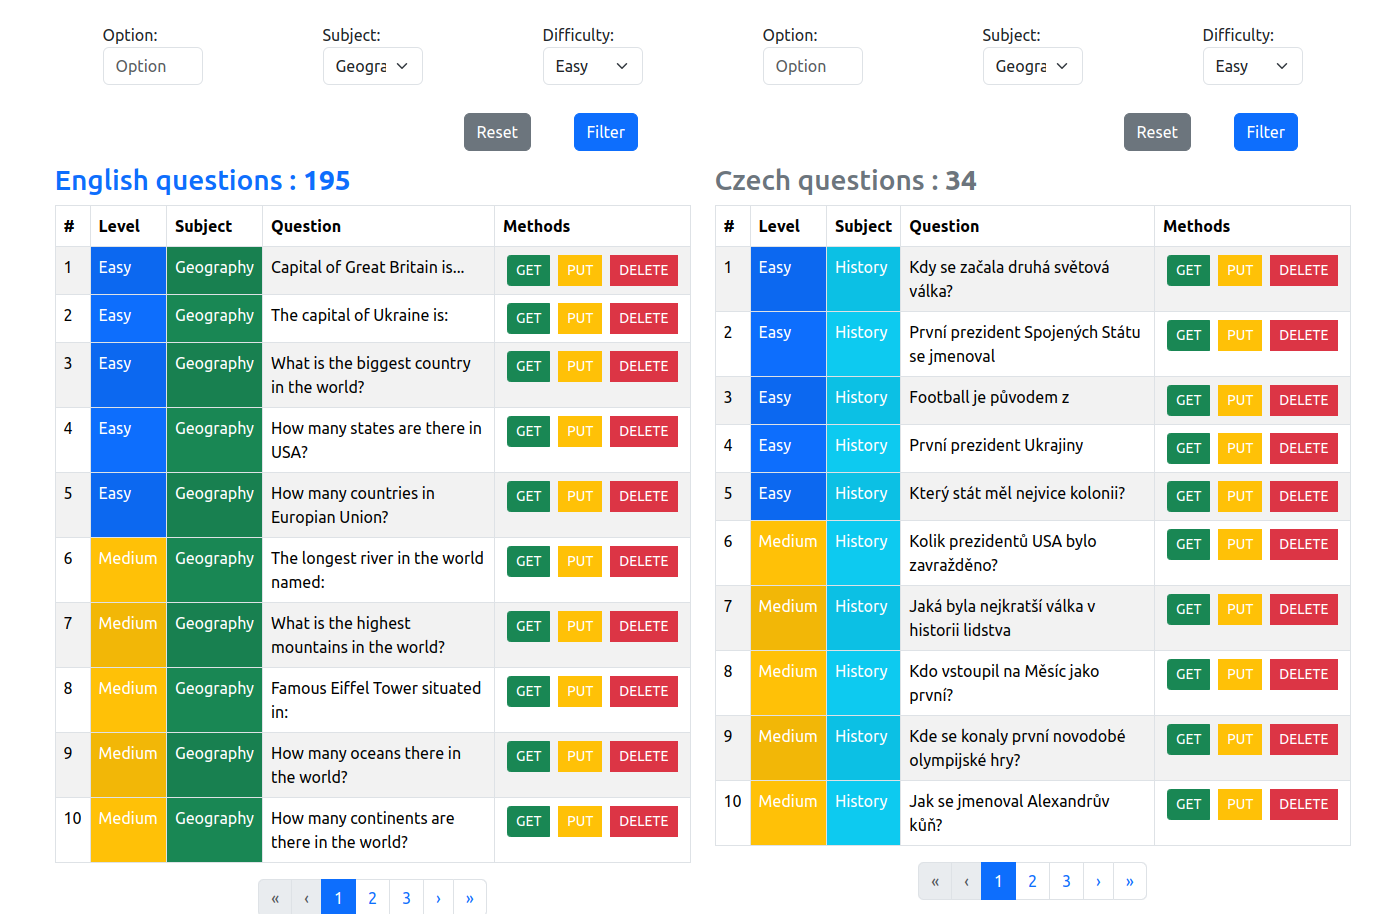 Option:
Subject:
Difficulty:
Option
Geogra
Easy
Reset
Filter
English questions : 195
# Level Subject Question Methods
1 Easy Geography Capital of Great Britain is... GET PUT DELETE
2 Easy Geography The capital of Ukraine is: GET PUT DELETE
3 Easy Geography What is the biggest country GET PUT DELETE
in the world?
4 Easy Geography How many states are there in GET PUT DELETE
USA?
5 Easy Geography How many countries in GET PUT DELETE
Europian Union?
6 Medium Geography The longest river in the world GET PUT DELETE
named:
7 Medium Geography What is the highest GET PUT DELETE
mountains in the world?
8 Medium Geography Famous Eiffel Tower situated GET PUT DELETE
in:
9 Medium Geography How many oceans there in GET PUT DELETE
the world?
10 Medium Geography How many continents are GET PUT DELETE
there in the world?
« ‹ 1 2 3 › »
Option:
Subject:
Difficulty:
Option
Geogra
Easy
Reset
Filter
Czech questions : 34
# Level Subject Question Methods
1 Easy History Kdy se začala druhá světová GET PUT DELETE
válka?
2 Easy History První prezident Spojených Státu GET PUT DELETE
se jmenoval
3 Easy History Football je původem z GET PUT DELETE
4 Easy History První prezident Ukrajiny GET PUT DELETE
5 Easy History Který stát měl nejvice kolonii? GET PUT DELETE
6 Medium History Kolik prezidentů USA bylo GET PUT DELETE
zavražděno?
7 Medium History Jaká byla nejkratší válka v GET PUT DELETE
historii lidstva
8 Medium History Kdo vstoupil na Měsíc jako GET PUT DELETE
první?
9 Medium History Kde se konaly první novodobé GET PUT DELETE
olympijské hry?
10 Medium History Jak se jmenoval Alexandrův GET PUT DELETE
kůň?
« ‹ 1 2 3 › »